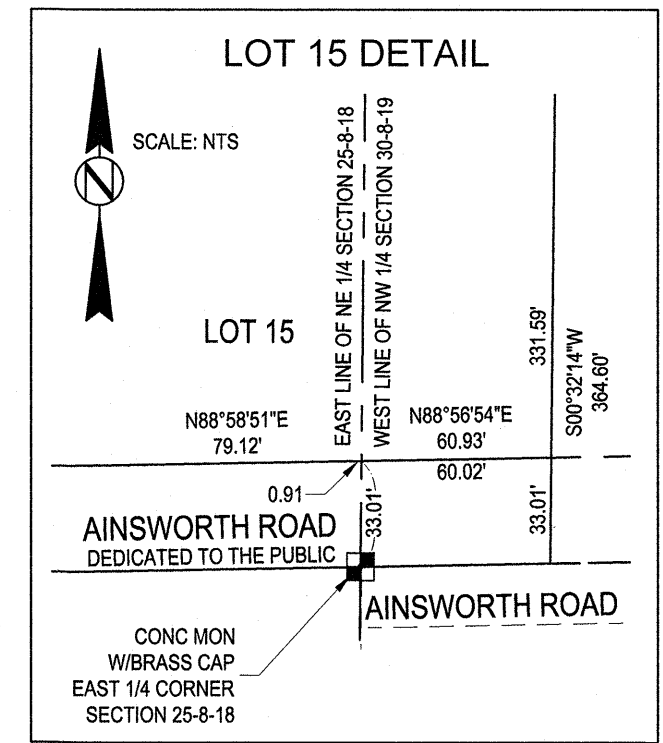 LOT 15 DETAIL
SCALE: NTS
N
EAST LINE OF NE 1/4 SECTION 25-8-18
WEST LINE OF NW 1/4 SECTION 30-8-19
LOT 15
331.59'
S00°32'14"W
364.60'
N88°58'51"E
79.12'
N88°56'54"E
60.93'
60.02'
0.91
33.01'
33.01'
AINSWORTH ROAD
DEDICATED TO THE PUBLIC
AINSWORTH ROAD
CONC MON
W/BRASS CAP
EAST 1/4 CORNER
SECTION 25-8-18